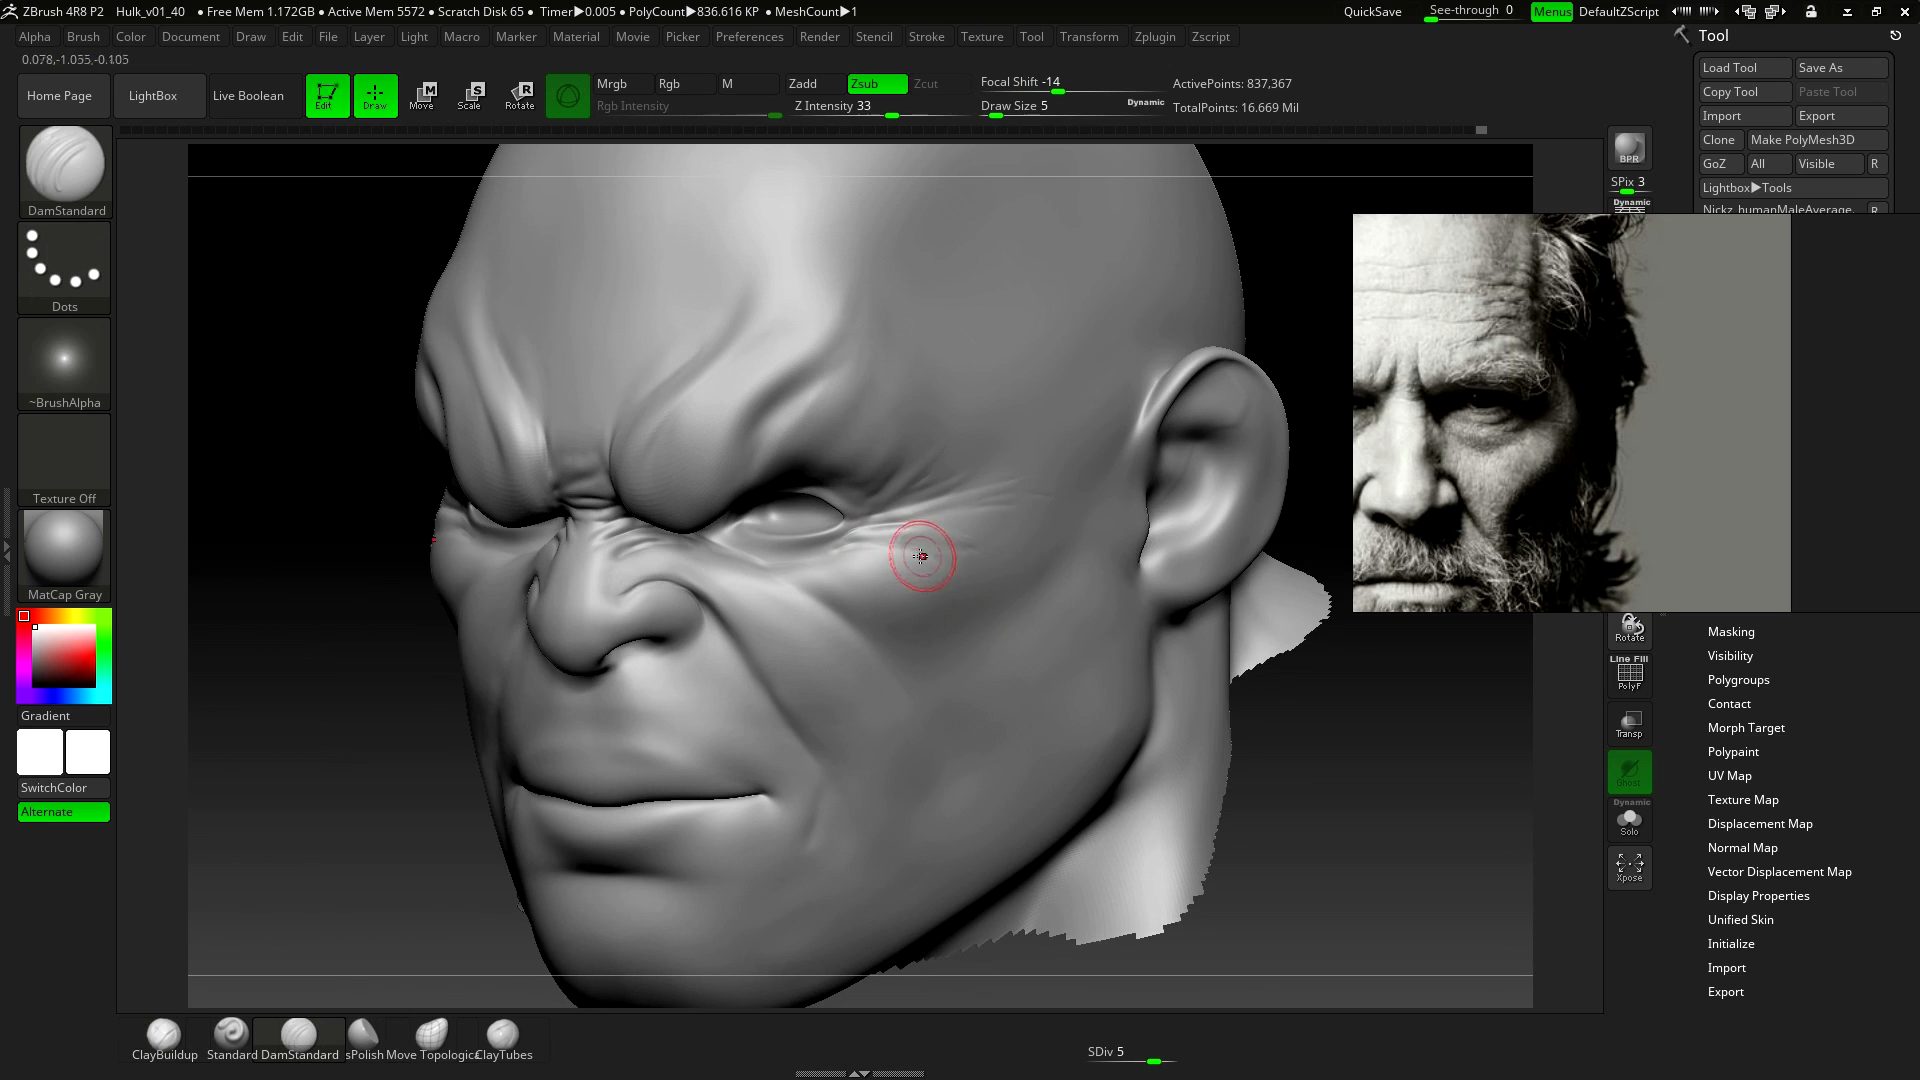 ZBrush 4R8 P2 Hulk_v01_40 ● Free Mem 1.172GB ● Active Mem 5572 ● Scratch Disk 65 ● Timer▶0.005 ● PolyCount▶836.616 KP ● MeshCount▶1 QuickSave See-through 0 Menus DefaultZScript
Alpha Brush Color Document Draw Edit File Layer Light Macro Marker Material Movie Picker Preferences Render Stencil Stroke Texture Tool Transform Zplugin Zscript
0.078,-1.055,-0.105
Home Page
LightBox
Live Boolean
Edit
Draw
Move
Scale
Rotate
Mrgb Rgb M
Rgb Intensity
Zadd Zsub Zcut
Z Intensity 33
Focal Shift -14
Draw Size 5
Dynamic
ActivePoints: 837,367
TotalPoints: 16.669 Mil
DamStandard
Dots
~BrushAlpha
Texture Off
MatCap Gray
Gradient
SwitchColor
Alternate
BPR
SPix 3
Dynamic
Rotate
Line Fill
PolyF
Transp
Ghost
Dynamic
Solo
Xpose
Tool
Load Tool Save As
Copy Tool Paste Tool
Import Export
Clone Make PolyMesh3D
GoZ All Visible R
Lightbox▶Tools
Nickz_humanMaleAverage. R
Masking
Visibility
Polygroups
Contact
Morph Target
Polypaint
UV Map
Texture Map
Displacement Map
Normal Map
Vector Displacement Map
Display Properties
Unified Skin
Initialize
Import
Export
ClayBuildup Standard DamStandard sPolish Move Topologica ClayTubes
SDiv 5